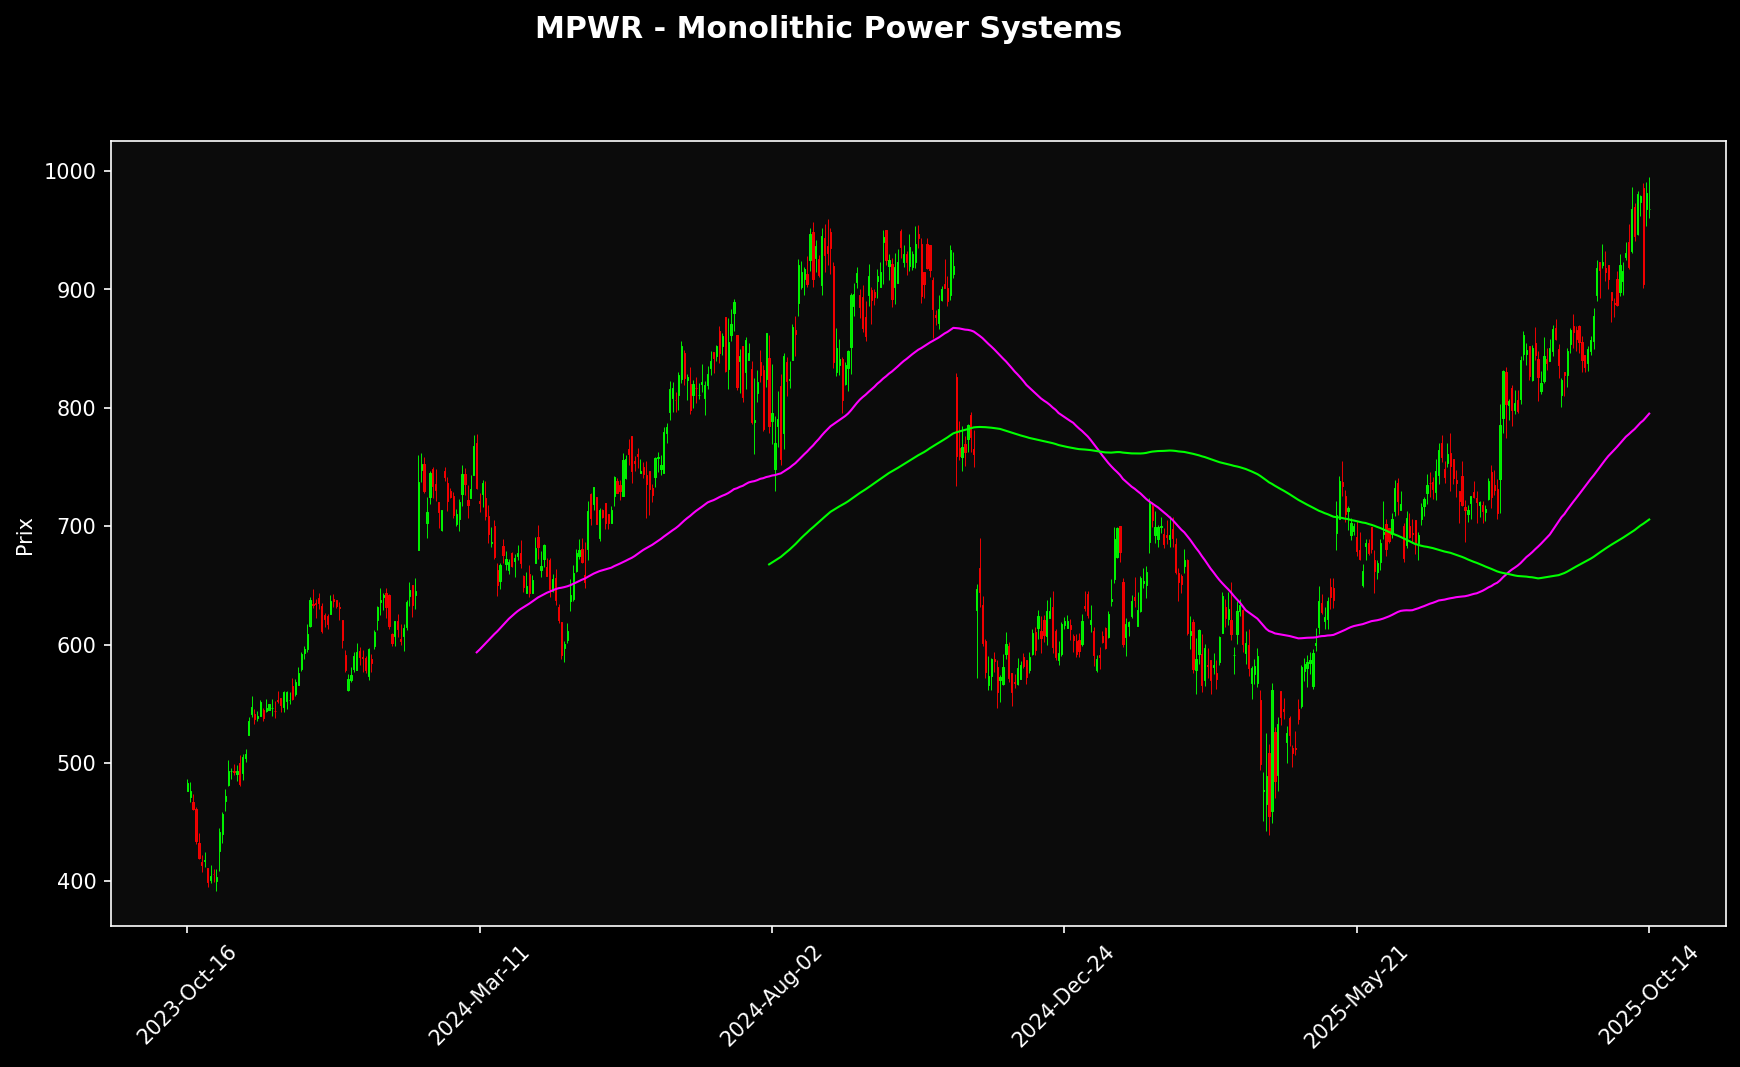 MPWR - Monolithic Power Systems
1000
900
800
700
600
500
400
Prix
2023-Oct-16
2024-Mar-11
2024-Aug-02
2024-Dec-24
2025-May-21
2025-Oct-14